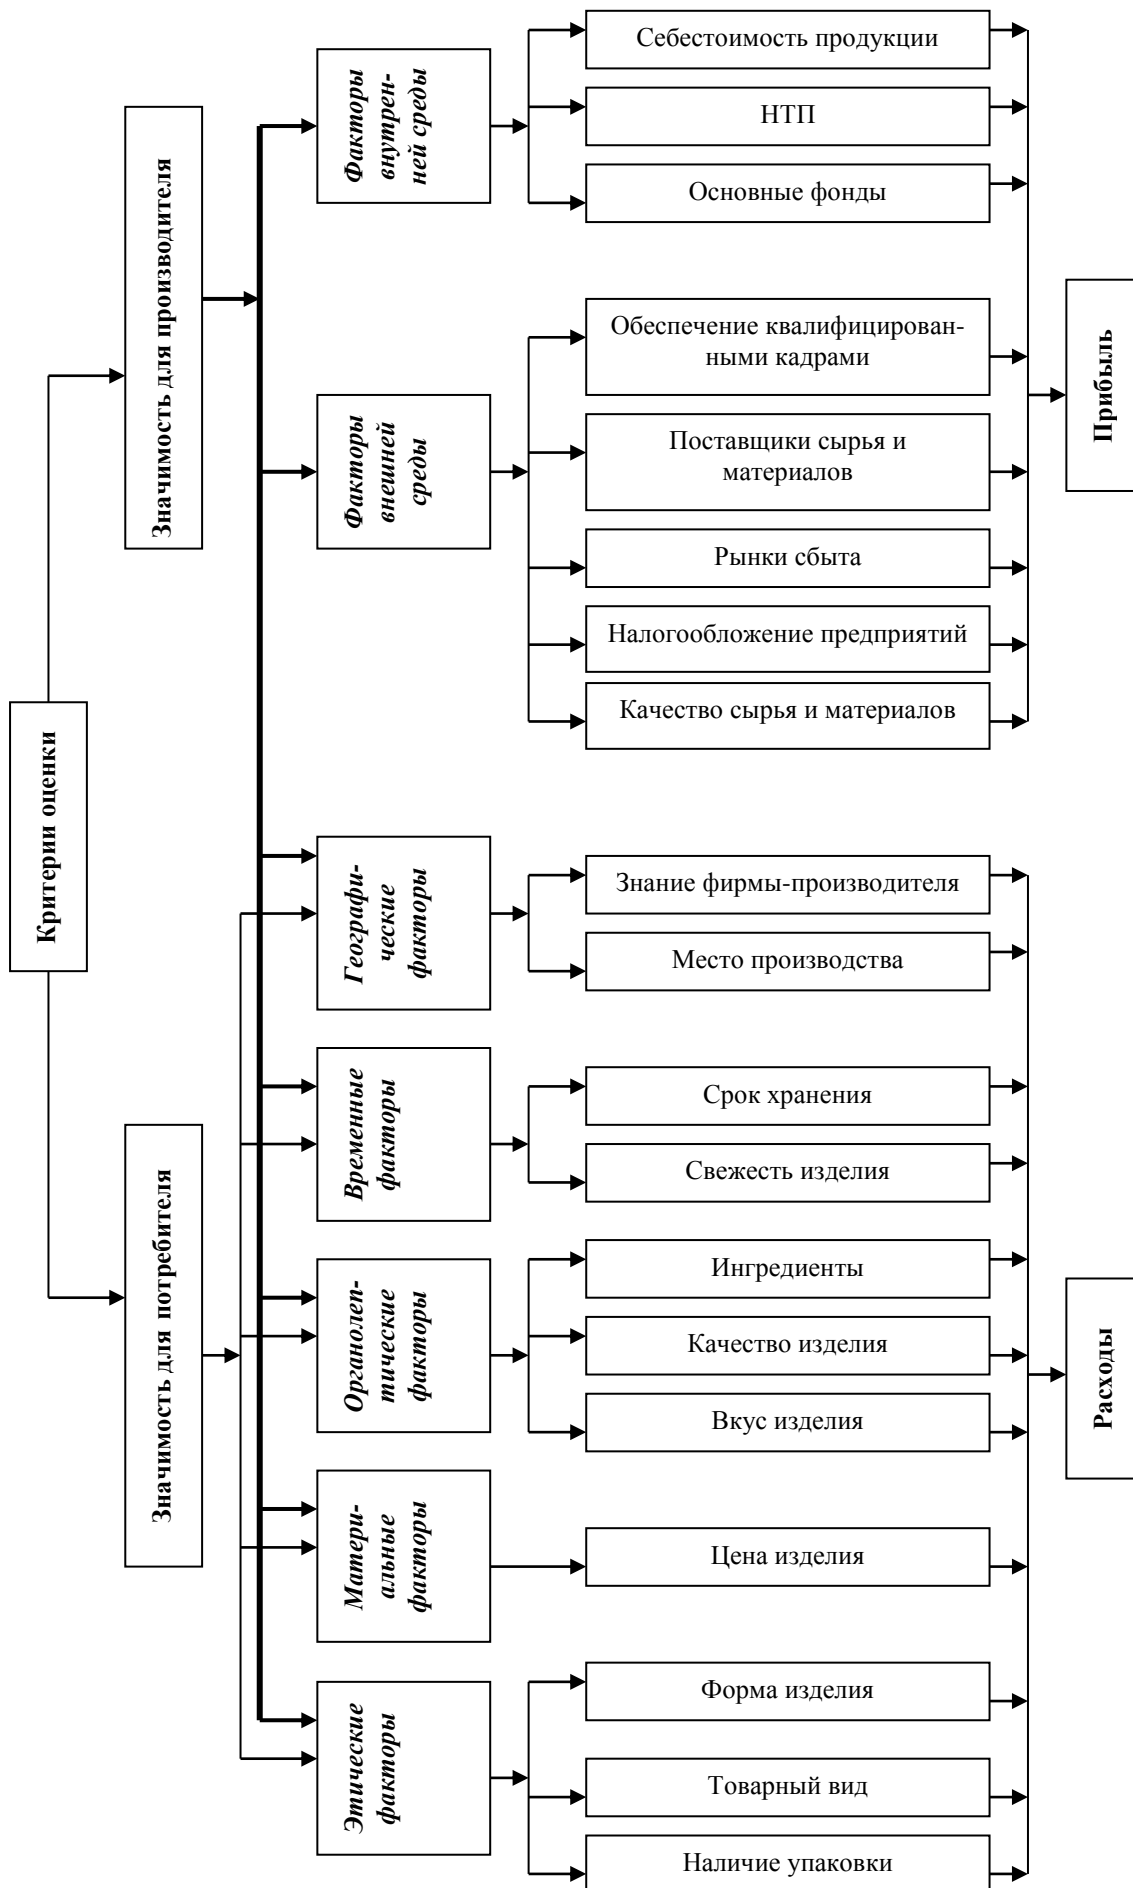 Критерии оценки
Значимость для производителя
Значимость для потребителя
Факторы
внутрен-
ней среды
Факторы
внешней
среды
Географи-
ческие
факторы
Временные
факторы
Органолеп-
тические
факторы
Матери-
альные
факторы
Этические
факторы
Себестоимость продукции
НТП
Основные фонды
Обеспечение квалифицирован-
ными кадрами
Поставщики сырья и
материалов
Рынки сбыта
Налогообложение предприятий
Качество сырья и материалов
Знание фирмы-производителя
Место производства
Срок хранения
Свежесть изделия
Ингредиенты
Качество изделия
Вкус изделия
Цена изделия
Форма изделия
Товарный вид
Наличие упаковки
Прибыль
Расходы